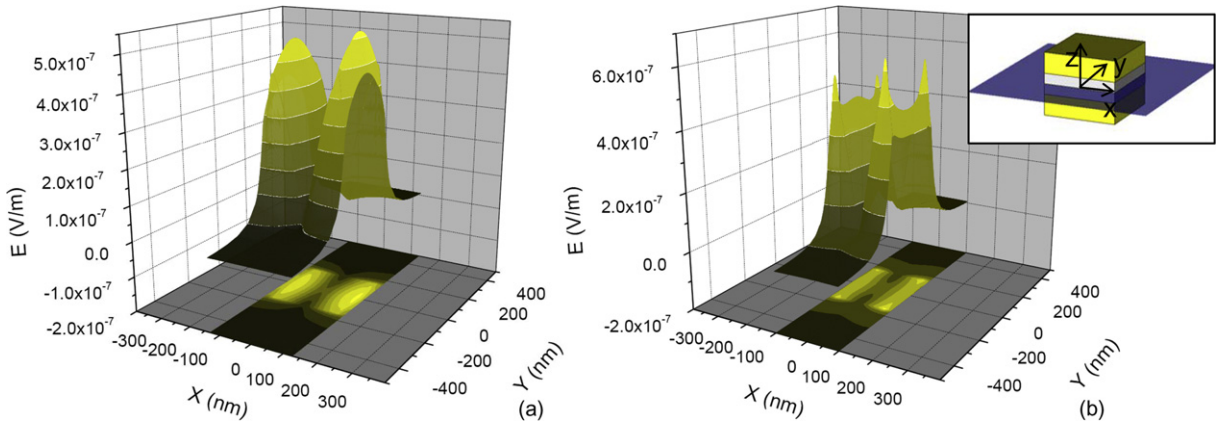 5.0x10⁻⁷
4.0x10⁻⁷
3.0x10⁻⁷
2.0x10⁻⁷
1.0x10⁻⁷
0.0
-1.0x10⁻⁷
-2.0x10⁻⁷
E (V/m)
-300
-200
-100
0
100
200
300
X (nm)
400
200
0
-200
-400
Y (nm)
(a)
6.0x10⁻⁷
4.0x10⁻⁷
2.0x10⁻⁷
0.0
-2.0x10⁻⁷
E (V/m)
-300
-200
-100
0
100
200
300
X (nm)
400
200
0
-200
-400
Y (nm)
(b)
Z
y
x